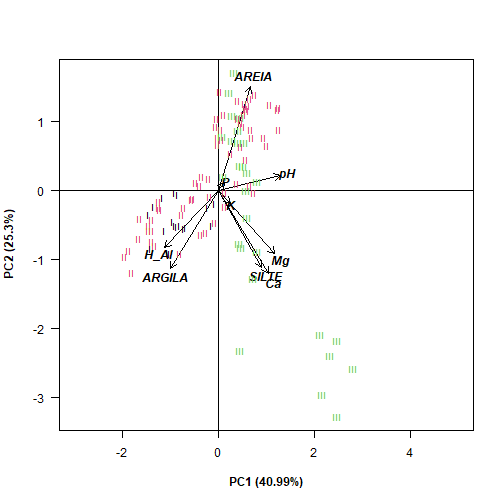 AREIA
1
pH
P
0
K
H_Al
Mg
-1
ARGILA
SILTE
Ca
-2
-3
-2
0
2
4
PC2 (25.3%)
PC1 (40.99%)